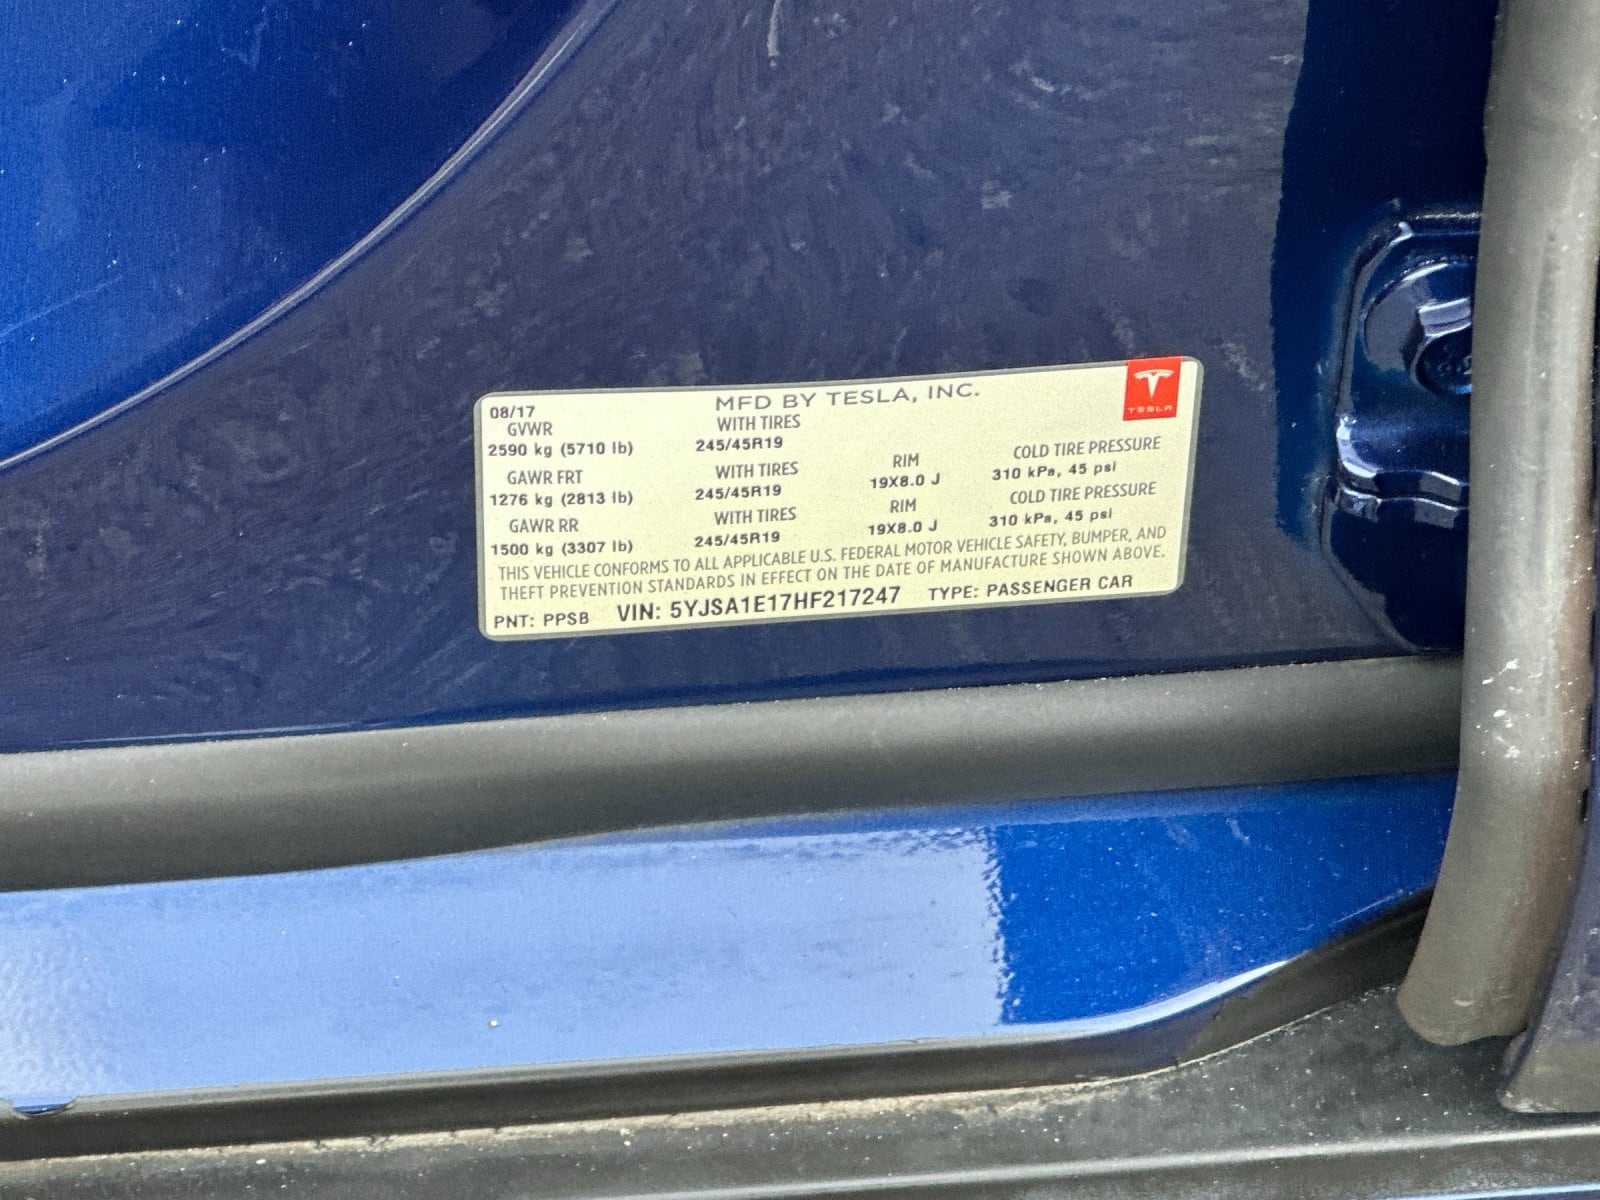 08/17 MFD BY TESLA, INC.
TESLA
GVWR WITH TIRES
2590 kg (5710 lb) 245/45R19
GAWR FRT WITH TIRES RIM COLD TIRE PRESSURE
1276 kg (2813 lb) 245/45R19 19X8.0 J 310 kPa, 45 psi
GAWR RR WITH TIRES RIM COLD TIRE PRESSURE
1500 kg (3307 lb) 245/45R19 19X8.0 J 310 kPa, 45 psi
THIS VEHICLE CONFORMS TO ALL APPLICABLE U.S. FEDERAL MOTOR VEHICLE SAFETY, BUMPER, AND
THEFT PREVENTION STANDARDS IN EFFECT ON THE DATE OF MANUFACTURE SHOWN ABOVE.
PNT: PPSB VIN: 5YJSA1E17HF217247 TYPE: PASSENGER CAR